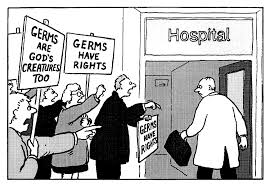 Hospital
GERMS
ARE
GOD'S
CREATURES
TOO
GERMS
HAVE
RIGHTS
GERMS
HAVE
RIGHTS